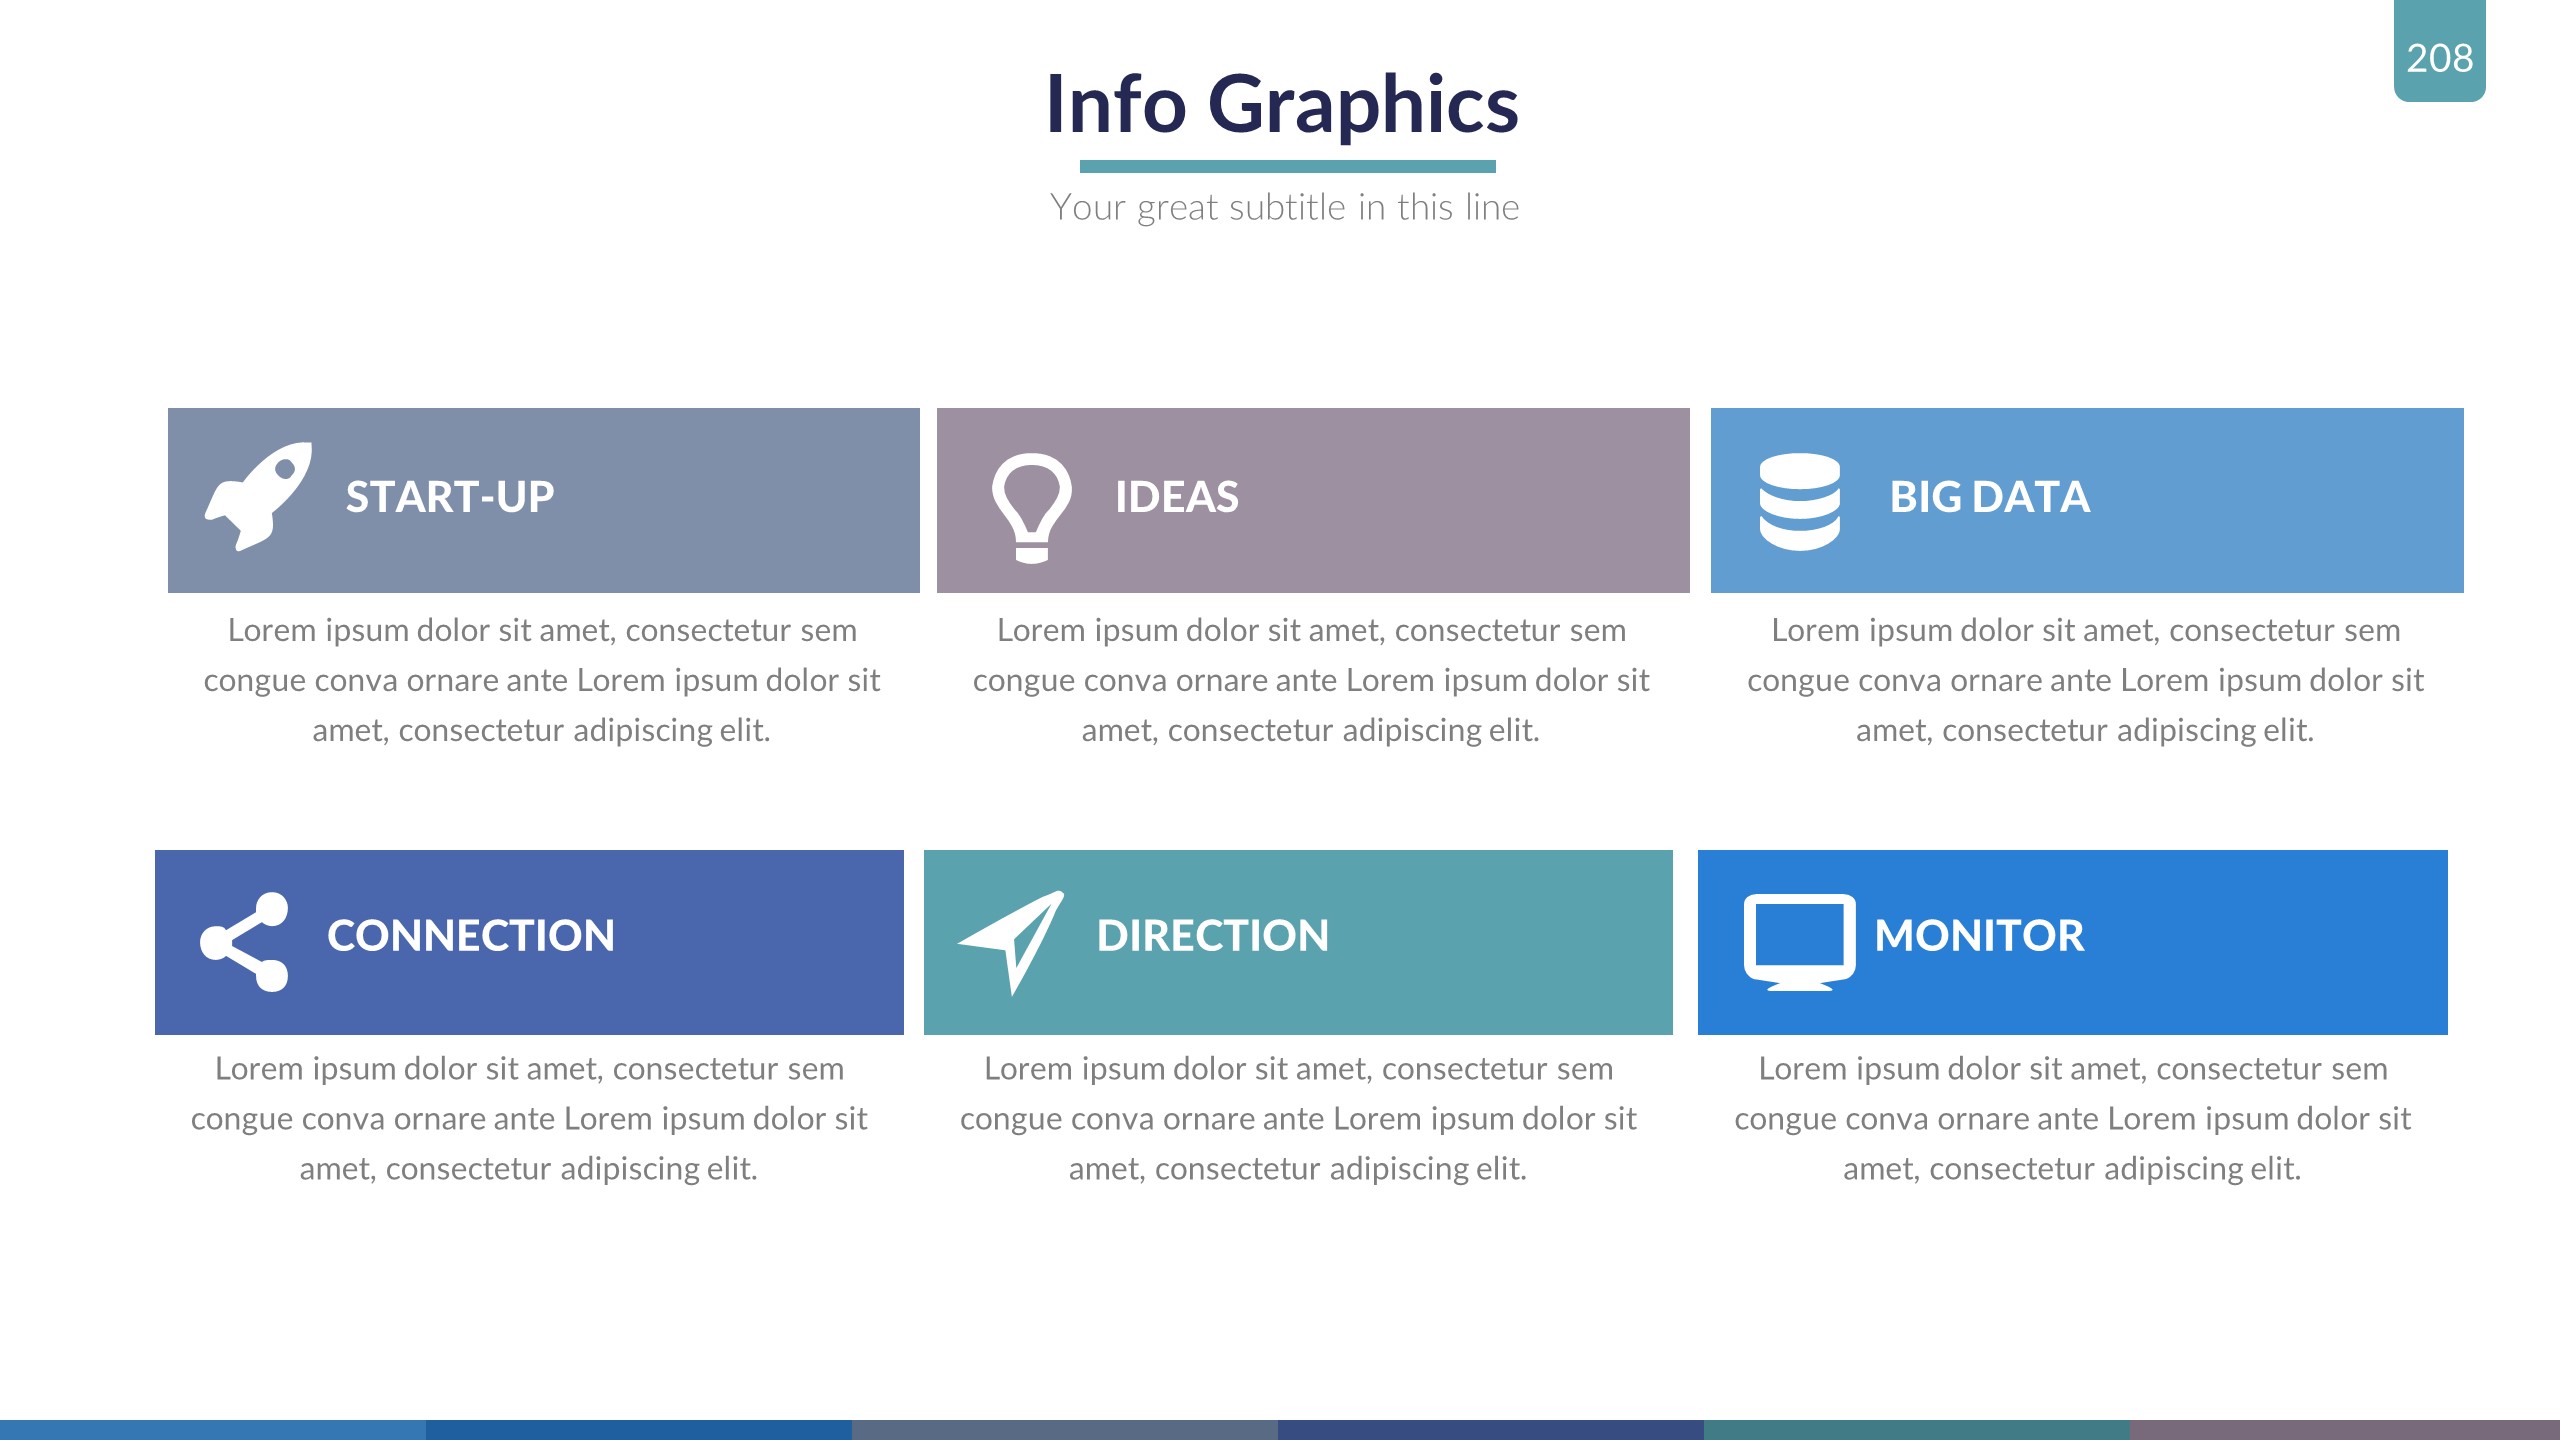 208
Info Graphics
Your great subtitle in this line
START-UP
Lorem ipsum dolor sit amet, consectetur sem
congue conva ornare ante Lorem ipsum dolor sit
amet, consectetur adipiscing elit.
IDEAS
Lorem ipsum dolor sit amet, consectetur sem
congue conva ornare ante Lorem ipsum dolor sit
amet, consectetur adipiscing elit.
BIG DATA
Lorem ipsum dolor sit amet, consectetur sem
congue conva ornare ante Lorem ipsum dolor sit
amet, consectetur adipiscing elit.
CONNECTION
Lorem ipsum dolor sit amet, consectetur sem
congue conva ornare ante Lorem ipsum dolor sit
amet, consectetur adipiscing elit.
DIRECTION
Lorem ipsum dolor sit amet, consectetur sem
congue conva ornare ante Lorem ipsum dolor sit
amet, consectetur adipiscing elit.
MONITOR
Lorem ipsum dolor sit amet, consectetur sem
congue conva ornare ante Lorem ipsum dolor sit
amet, consectetur adipiscing elit.